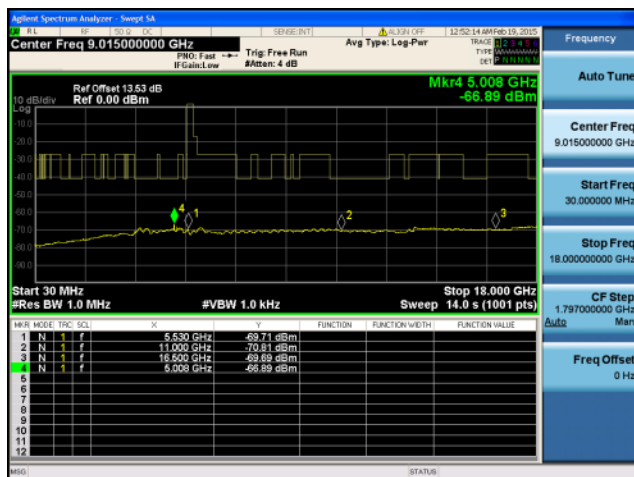 Agilent Spectrum Analyzer - Swept SA
RL RF 50 Ω DC SENSE:INT ALIGN OFF 12:52:14 AM Feb 19, 2015
Center Freq 9.015000000 GHz
PNO: Fast
IFGain:Low
Trig: Free Run
#Atten: 4 dB
Avg Type: Log-Pwr
TRACE 1 2 3 4 5 6
TYPE
DET P N N N N N
Ref Offset 13.53 dB
10 dB/div Ref 0.00 dBm
Log
Mkr4 5.008 GHz
-66.89 dBm
-10.0
-20.0
-30.0
-40.0
-50.0
-60.0
-70.0
-80.0
-90.0
4
1
2
3
Start 30 MHz Stop 18.000 GHz
#Res BW 1.0 MHz #VBW 1.0 kHz Sweep 14.0 s (1001 pts)
MKR MODE TRC SCL X Y FUNCTION FUNCTION WIDTH FUNCTION VALUE
1 N 1 f 5.530 GHz -69.71 dBm
2 N 1 f 11.000 GHz -70.81 dBm
3 N 1 f 16.500 GHz -69.69 dBm
4 N 1 f 5.008 GHz -66.89 dBm
5
6
7
8
9
10
11
12
MSG STATUS
Frequency
Auto Tune
Center Freq
9.015000000 GHz
Start Freq
30.000000 MHz
Stop Freq
18.000000000 GHz
CF Step
1.797000000 GHz
Auto Man
Freq Offset
0 Hz